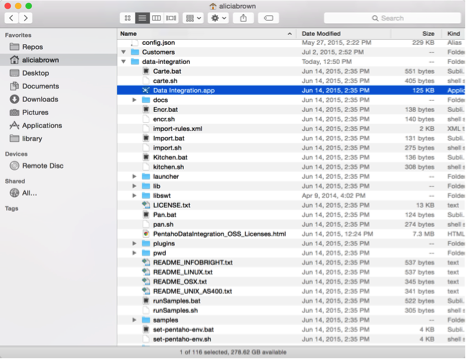 aliciabrown
Search
Favorites
Repos
aliciabrown
Desktop
Documents
Downloads
Pictures
Applications
library
Devices
Remote Disc
Shared
All...
Tags
Name Date Modified Size Kind
config.json May 27, 2015, 2:22 PM 229 KB Alias
Customers Jul 2, 2015, 2:52 PM -- Folder
data-integration Today, 12:50 PM -- Folder
Carte.bat Jun 14, 2015, 2:35 PM 551 bytes Subli.
carte.sh Jun 14, 2015, 2:35 PM 405 bytes shell s
Data Integration.app Jun 14, 2015, 2:35 PM 125 KB Applic
docs Jun 14, 2015, 2:35 PM -- Folder
Encr.bat Jun 14, 2015, 2:35 PM 138 bytes Subli.
encr.sh Jun 14, 2015, 2:35 PM 140 bytes shell s
import-rules.xml Jun 14, 2015, 2:35 PM 2 KB XML t
Import.bat Jun 14, 2015, 2:35 PM 131 bytes Subli.
import.sh Jun 14, 2015, 2:35 PM 275 bytes shell s
Kitchen.bat Jun 14, 2015, 2:35 PM 136 bytes Subli.
kitchen.sh Jun 14, 2015, 2:35 PM 308 bytes shell s
launcher Jun 14, 2015, 2:35 PM -- Folder
lib Jun 14, 2015, 2:35 PM -- Folder
libswt Apr 9, 2014, 4:02 PM -- Folder
LICENSE.txt Jun 14, 2015, 2:35 PM 13 KB text
Pan.bat Jun 14, 2015, 2:35 PM 234 bytes Subli.
pan.sh Jun 14, 2015, 2:35 PM 274 bytes shell s
PentahoDataIntegration_OSS_Licenses.html Jun 14, 2015, 12:24 PM 7.3 MB HTML
plugins Jun 14, 2015, 2:35 PM -- Folder
pwd Jun 14, 2015, 2:35 PM -- Folder
README_INFOBRIGHT.txt Jun 14, 2015, 2:35 PM 537 bytes text
README_LINUX.txt Jun 14, 2015, 2:35 PM 537 bytes text
README_OSX.txt Jun 14, 2015, 2:35 PM 345 bytes text
README_UNIX_AS400.txt Jun 14, 2015, 2:35 PM 341 bytes text
runSamples.bat Jun 14, 2015, 2:35 PM 522 bytes Subli.
runSamples.sh Jun 14, 2015, 2:35 PM 305 bytes shell s
samples Jun 14, 2015, 2:35 PM -- Folder
set-pentaho-env.bat Jun 14, 2015, 2:35 PM 4 KB Subli.
set-pentaho-env.sh Jun 14, 2015, 2:35 PM 4 KB shell s
1 of 116 selected, 278.62 GB available